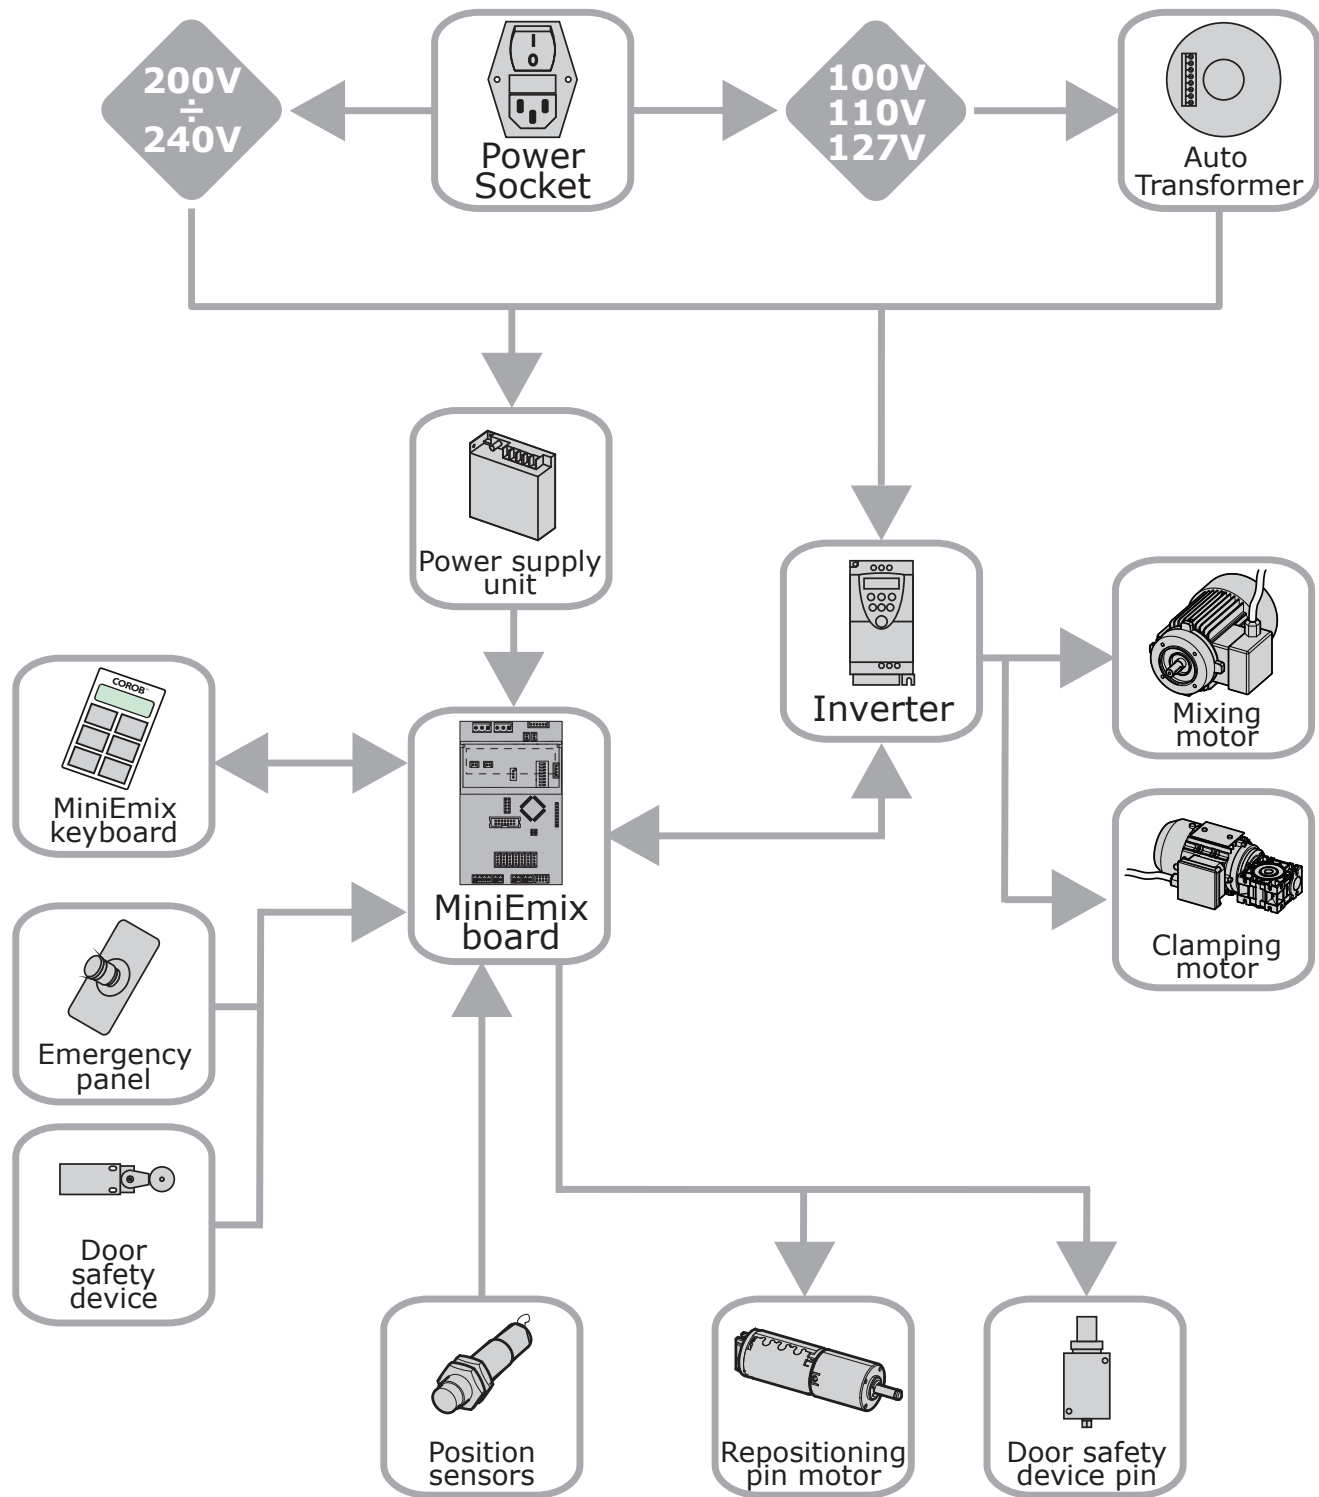 200V
÷
240V
I
O
Power
Socket
100V
110V
127V
Auto
Transformer
Power supply
unit
Inverter
Mixing
motor
COROB™
MiniEmix
keyboard
MiniEmix
board
Clamping
motor
Emergency
panel
Door
safety
device
Position
sensors
Repositioning
pin motor
Door safety
device pin